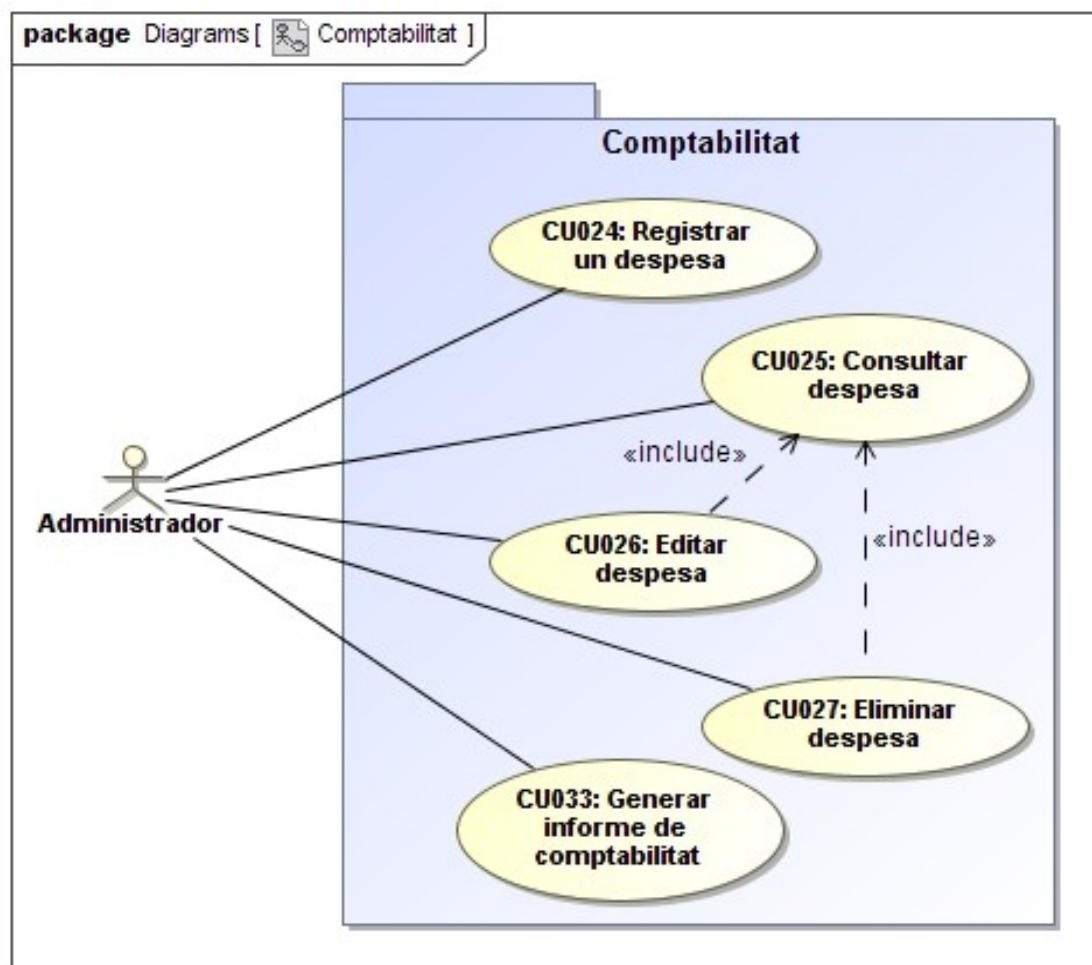 package Diagrams [ Comptabilitat ]
Comptabilitat
CU024: Registrar
un despesa
CU025: Consultar
despesa
«include»
Administrador
«include»
CU026: Editar
despesa
CU027: Eliminar
despesa
CU033: Generar
informe de
comptabilitat